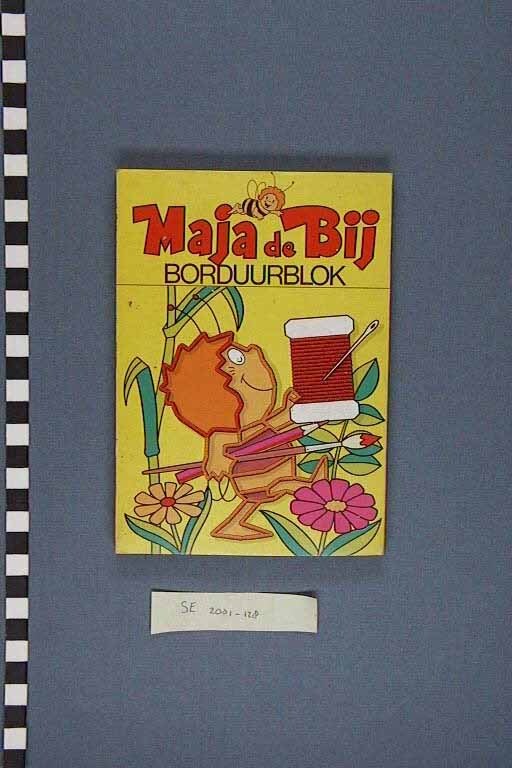 Maja de Bij
BORDUURBLOK
SE 2001-128